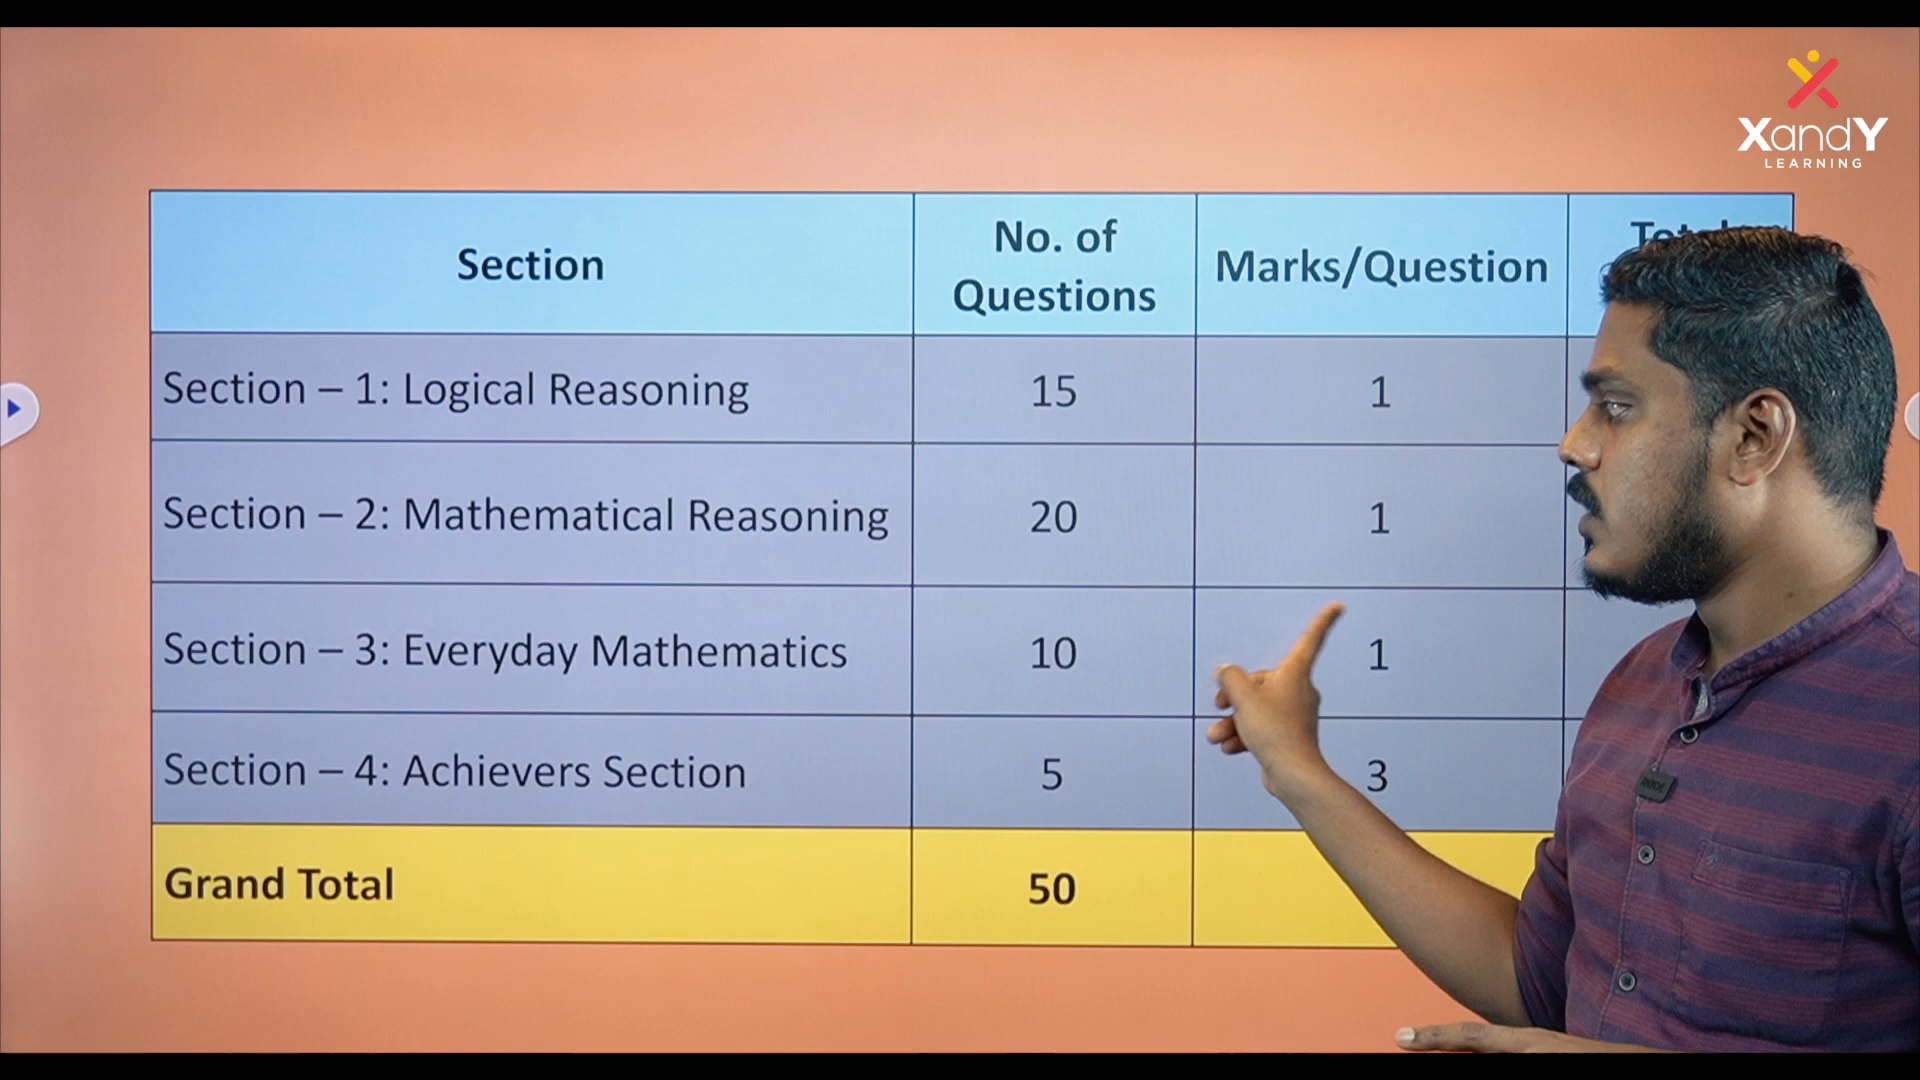 XandY
LEARNING
Section
No. of
Questions
Marks/Question
Section – 1: Logical Reasoning
15
1
Section – 2: Mathematical Reasoning
20
1
Section – 3: Everyday Mathematics
10
1
Section – 4: Achievers Section
5
3
Grand Total
50
RØDE